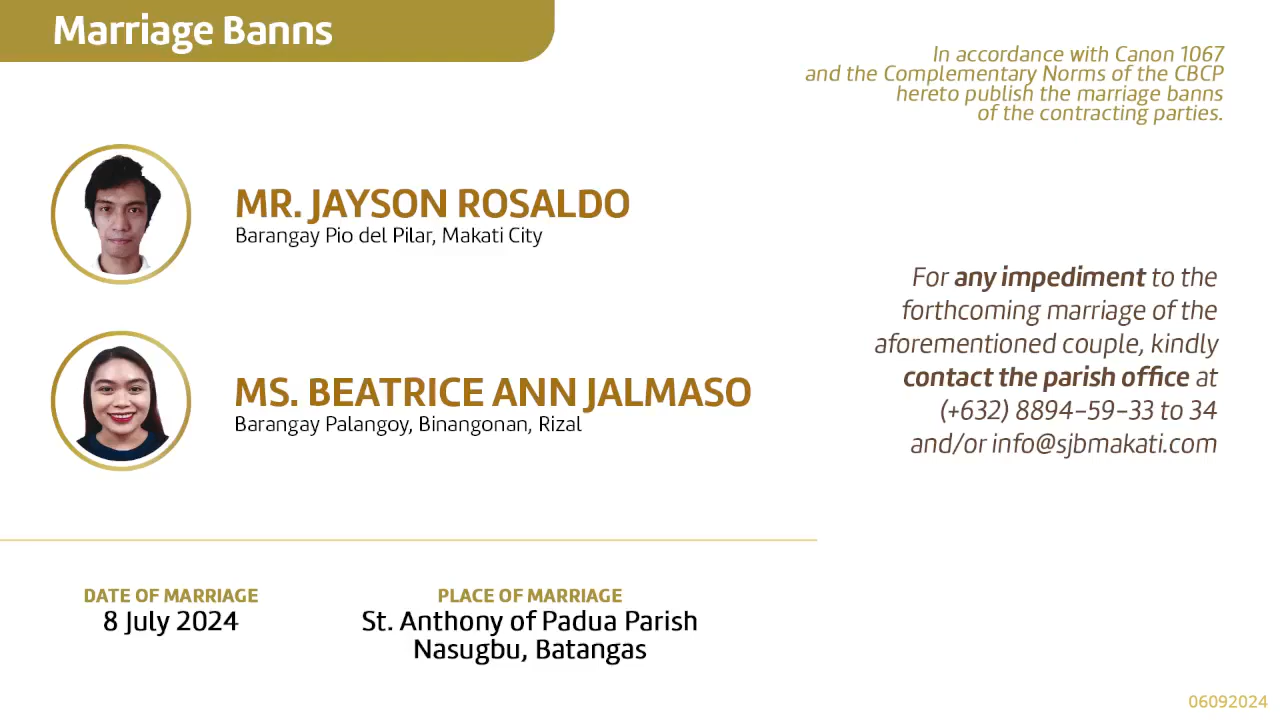 Marriage Banns
In accordance with Canon 1067
and the Complementary Norms of the CBCP
hereto publish the marriage banns
of the contracting parties.
MR. JAYSON ROSALDO
Barangay Pio del Pilar, Makati City
MS. BEATRICE ANN JALMASO
Barangay Palangoy, Binangonan, Rizal
For any impediment to the
forthcoming marriage of the
aforementioned couple, kindly
contact the parish office at
(+632) 8894-59-33 to 34
and/or info@sjbmakati.com
DATE OF MARRIAGE
8 July 2024
PLACE OF MARRIAGE
St. Anthony of Padua Parish
Nasugbu, Batangas
06092024